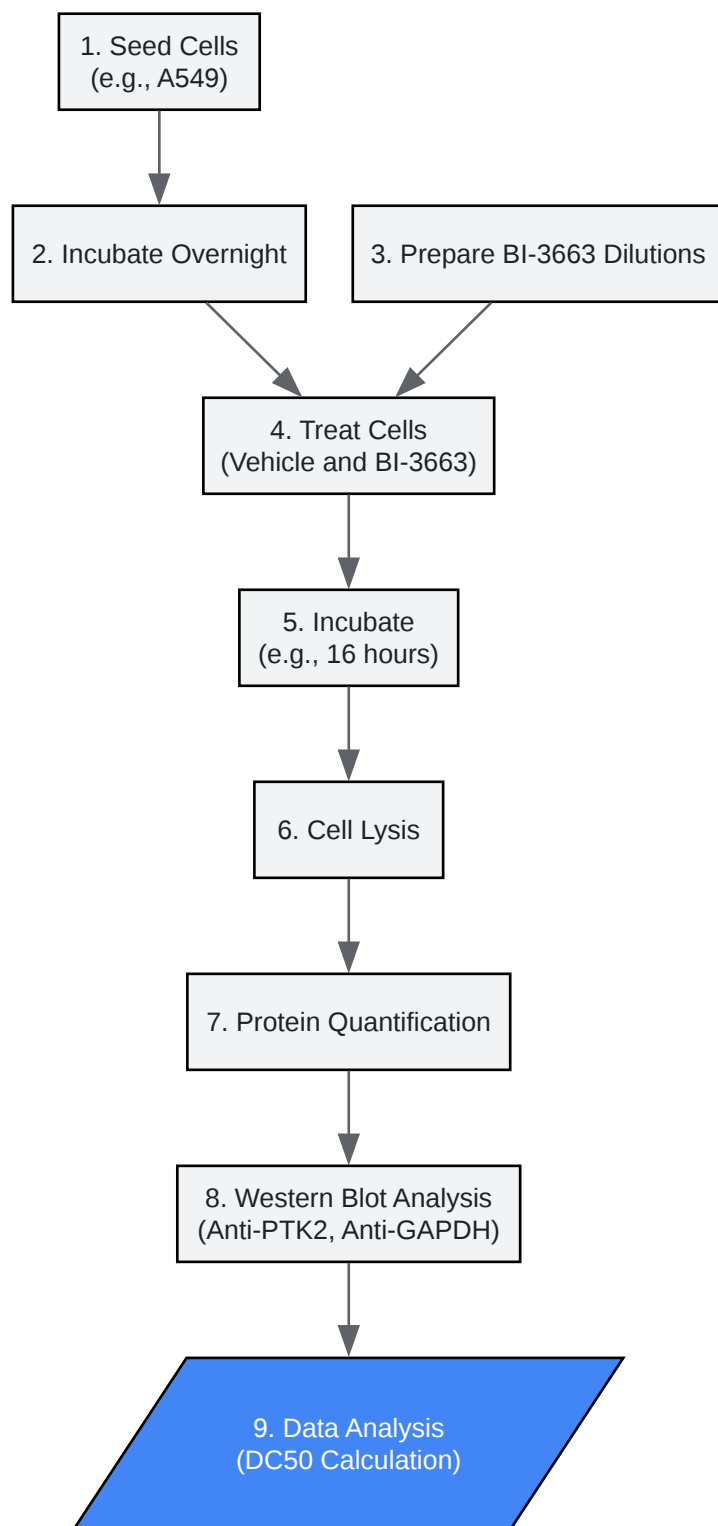 1. Seed Cells
(e.g., A549)
2. Incubate Overnight
3. Prepare BI-3663 Dilutions
4. Treat Cells
(Vehicle and BI-3663)
5. Incubate
(e.g., 16 hours)
6. Cell Lysis
7. Protein Quantification
8. Western Blot Analysis
(Anti-PTK2, Anti-GAPDH)
9. Data Analysis
(DC50 Calculation)